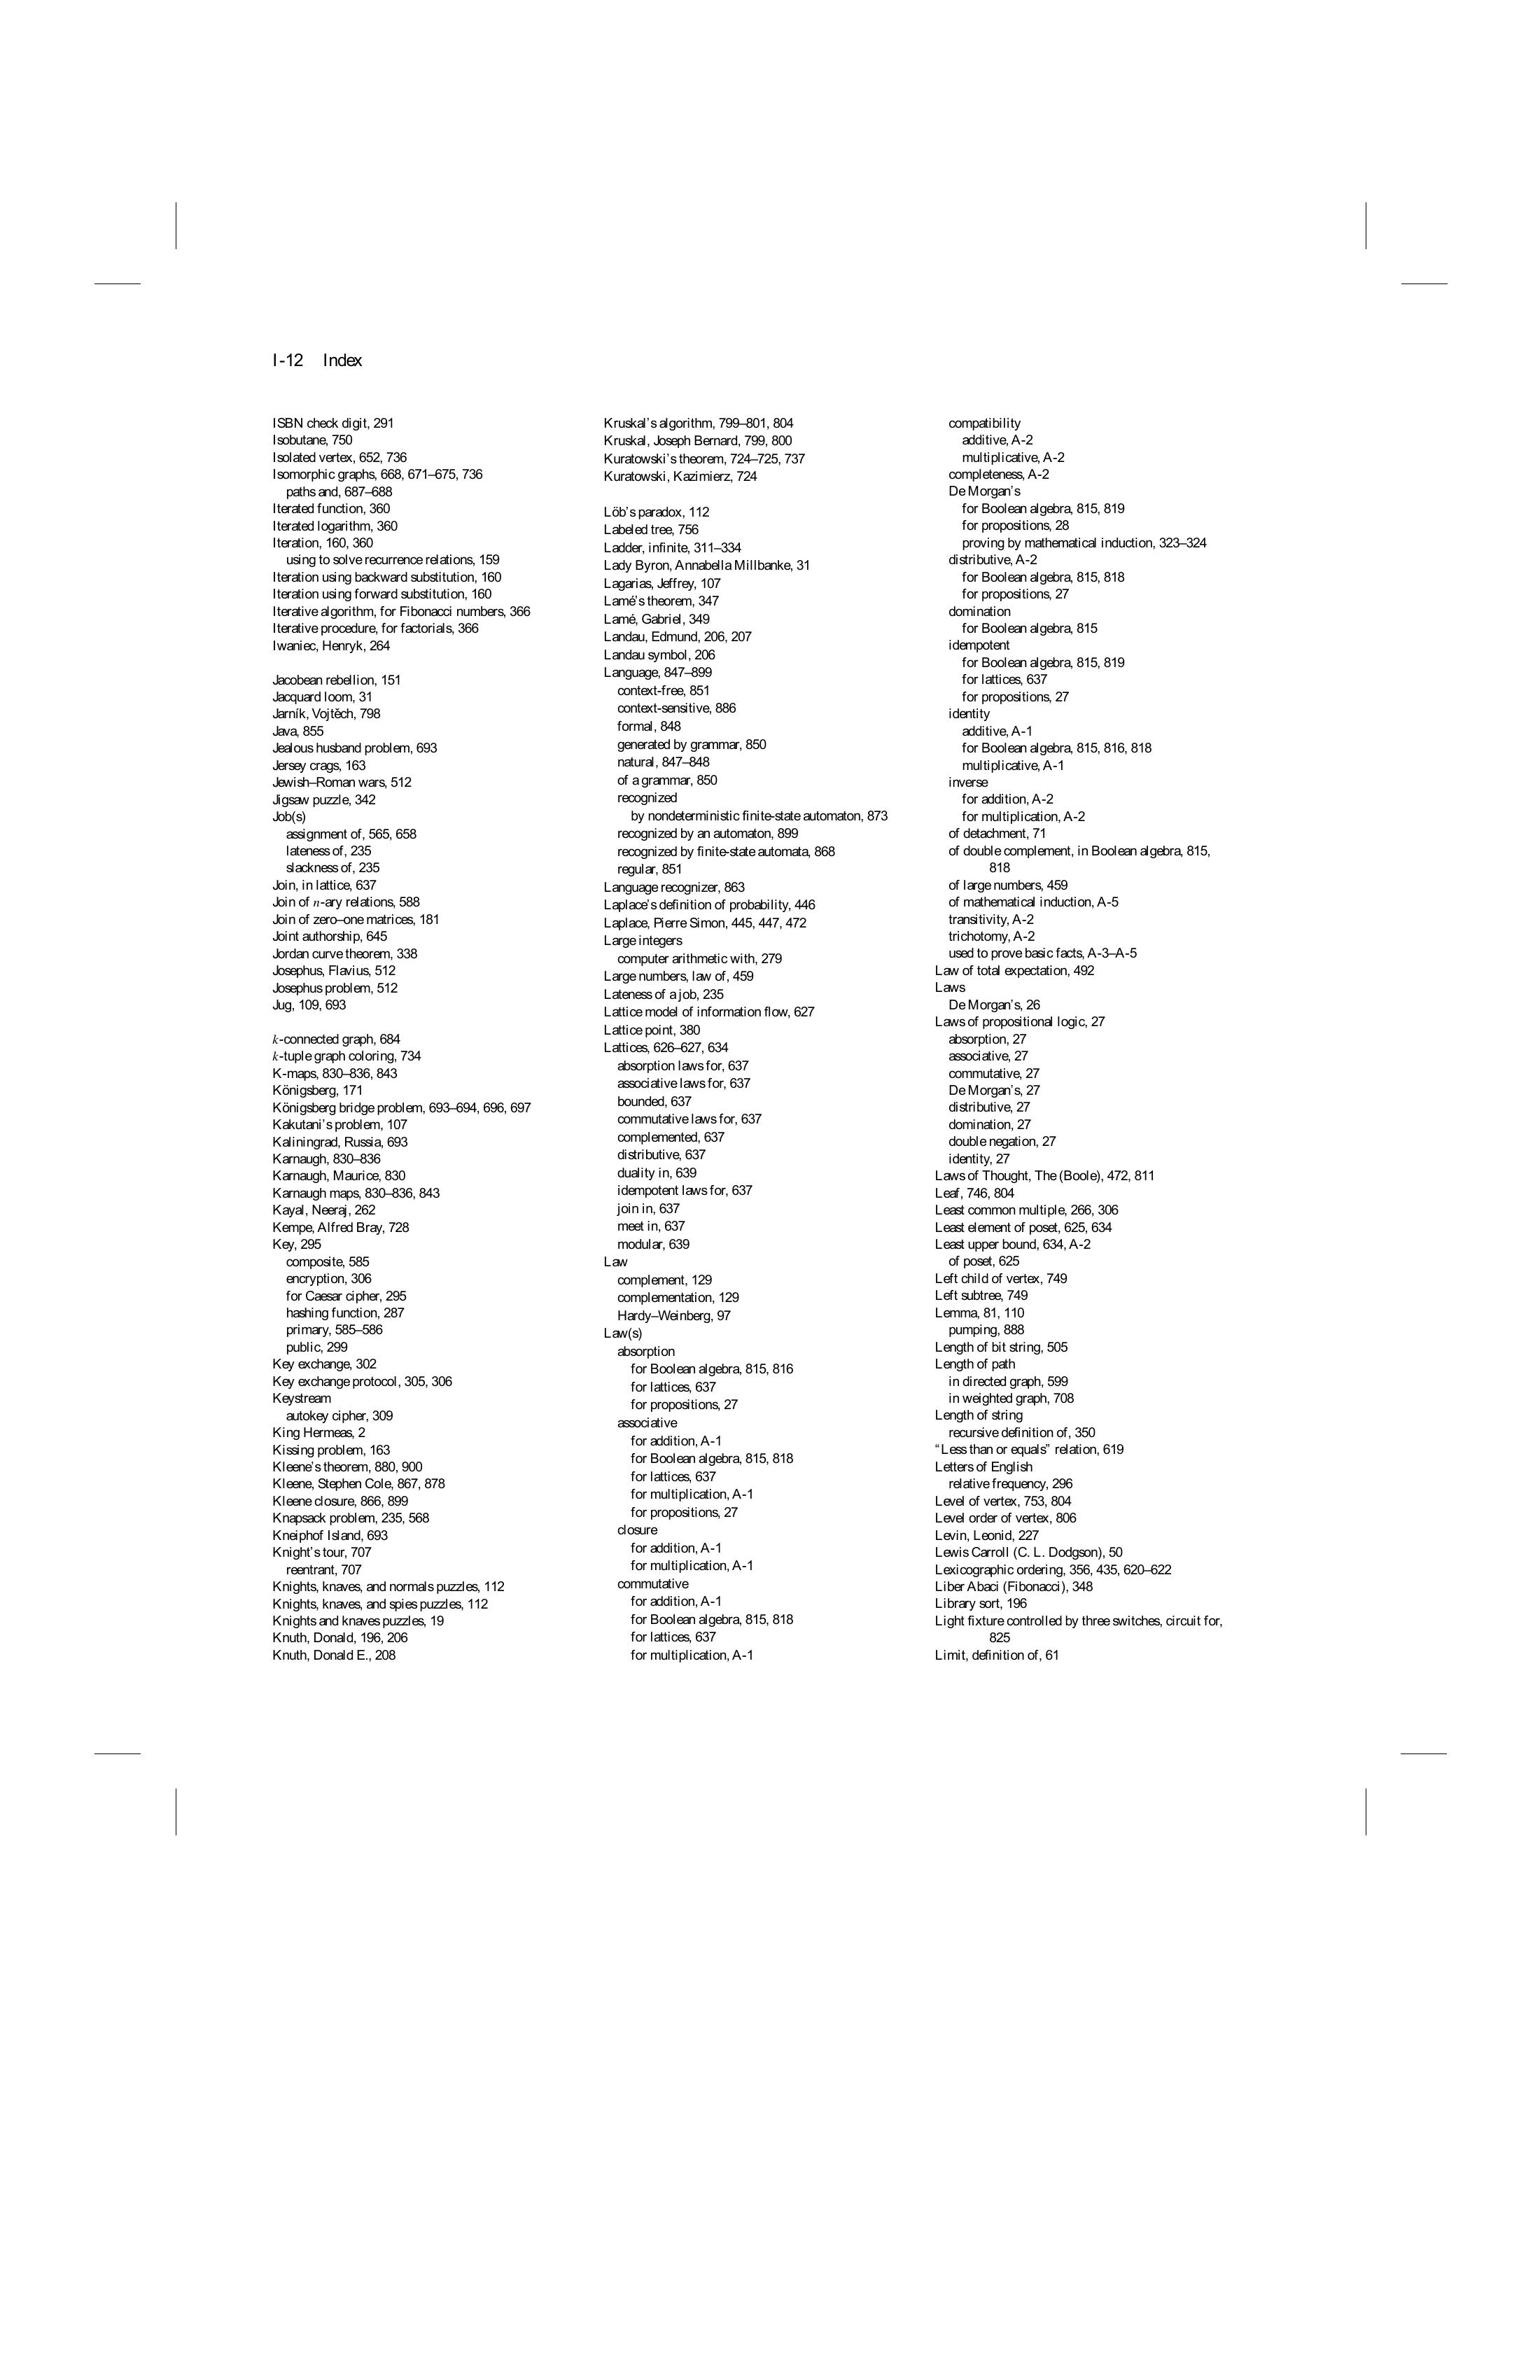 I-12 Index
ISBN check digit, 291
Isobutane, 750
Isolated vertex, 652, 736
Isomorphic graphs, 668, 671–675, 736
paths and, 687–688
Iterated function, 360
Iterated logarithm, 360
Iteration, 160, 360
using to solve recurrence relations, 159
Iteration using backward substitution, 160
Iteration using forward substitution, 160
Iterative algorithm, for Fibonacci numbers, 366
Iterative procedure, for factorials, 366
Iwaniec, Henryk, 264
Jacobean rebellion, 151
Jacquard loom, 31
Jarník, Vojtěch, 798
Java, 855
Jealous husband problem, 693
Jersey crags, 163
Jewish–Roman wars, 512
Jigsaw puzzle, 342
Job(s)
assignment of, 565, 658
lateness of, 235
slackness of, 235
Join, in lattice, 637
Join of n-ary relations, 588
Join of zero–one matrices, 181
Joint authorship, 645
Jordan curve theorem, 338
Josephus, Flavius, 512
Josephus problem, 512
Jug, 109, 693
k-connected graph, 684
k-tuple graph coloring, 734
K-maps, 830–836, 843
Königsberg, 171
Königsberg bridge problem, 693–694, 696, 697
Kakutani's problem, 107
Kaliningrad, Russia, 693
Karnaugh, 830–836
Karnaugh, Maurice, 830
Karnaugh maps, 830–836, 843
Kayal, Neeraj, 262
Kempe, Alfred Bray, 728
Key, 295
composite, 585
encryption, 306
for Caesar cipher, 295
hashing function, 287
primary, 585–586
public, 299
Key exchange, 302
Key exchange protocol, 305, 306
Keystream
autokey cipher, 309
King Hermeas, 2
Kissing problem, 163
Kleene's theorem, 880, 900
Kleene, Stephen Cole, 867, 878
Kleene closure, 866, 899
Knapsack problem, 235, 568
Kneiphof Island, 693
Knight's tour, 707
reentrant, 707
Knights, knaves, and normals puzzles, 112
Knights, knaves, and spies puzzles, 112
Knights and knaves puzzles, 19
Knuth, Donald, 196, 206
Knuth, Donald E., 208
Kruskal's algorithm, 799–801, 804
Kruskal, Joseph Bernard, 799, 800
Kuratowski's theorem, 724–725, 737
Kuratowski, Kazimierz, 724
Löb's paradox, 112
Labeled tree, 756
Ladder, infinite, 311–334
Lady Byron, Annabella Millbanke, 31
Lagarias, Jeffrey, 107
Lamé's theorem, 347
Lamé, Gabriel, 349
Landau, Edmund, 206, 207
Landau symbol, 206
Language, 847–899
context-free, 851
context-sensitive, 886
formal, 848
generated by grammar, 850
natural, 847–848
of a grammar, 850
recognized
by nondeterministic finite-state automaton, 873
recognized by an automaton, 899
recognized by finite-state automata, 868
regular, 851
Language recognizer, 863
Laplace's definition of probability, 446
Laplace, Pierre Simon, 445, 447, 472
Large integers
computer arithmetic with, 279
Large numbers, law of, 459
Lateness of a job, 235
Lattice model of information flow, 627
Lattice point, 380
Lattices, 626–627, 634
absorption laws for, 637
associative laws for, 637
bounded, 637
commutative laws for, 637
complemented, 637
distributive, 637
duality in, 639
idempotent laws for, 637
join in, 637
meet in, 637
modular, 639
Law
complement, 129
complementation, 129
Hardy–Weinberg, 97
Law(s)
absorption
for Boolean algebra, 815, 816
for lattices, 637
for propositions, 27
associative
for addition, A-1
for Boolean algebra, 815, 818
for lattices, 637
for multiplication, A-1
for propositions, 27
closure
for addition, A-1
for multiplication, A-1
commutative
for addition, A-1
for Boolean algebra, 815, 818
for lattices, 637
for multiplication, A-1
compatibility
additive, A-2
multiplicative, A-2
completeness, A-2
De Morgan's
for Boolean algebra, 815, 819
for propositions, 28
proving by mathematical induction, 323–324
distributive, A-2
for Boolean algebra, 815, 818
for propositions, 27
domination
for Boolean algebra, 815
idempotent
for Boolean algebra, 815, 819
for lattices, 637
for propositions, 27
identity
additive, A-1
for Boolean algebra, 815, 816, 818
multiplicative, A-1
inverse
for addition, A-2
for multiplication, A-2
of detachment, 71
of double complement, in Boolean algebra, 815,
818
of large numbers, 459
of mathematical induction, A-5
transitivity, A-2
trichotomy, A-2
used to prove basic facts, A-3–A-5
Law of total expectation, 492
Laws
De Morgan's, 26
Laws of propositional logic, 27
absorption, 27
associative, 27
commutative, 27
De Morgan's, 27
distributive, 27
domination, 27
double negation, 27
identity, 27
Laws of Thought, The (Boole), 472, 811
Leaf, 746, 804
Least common multiple, 266, 306
Least element of poset, 625, 634
Least upper bound, 634, A-2
of poset, 625
Left child of vertex, 749
Left subtree, 749
Lemma, 81, 110
pumping, 888
Length of bit string, 505
Length of path
in directed graph, 599
in weighted graph, 708
Length of string
recursive definition of, 350
“Less than or equals” relation, 619
Letters of English
relative frequency, 296
Level of vertex, 753, 804
Level order of vertex, 806
Levin, Leonid, 227
Lewis Carroll (C. L. Dodgson), 50
Lexicographic ordering, 356, 435, 620–622
Liber Abaci (Fibonacci), 348
Library sort, 196
Light fixture controlled by three switches, circuit for,
825
Limit, definition of, 61